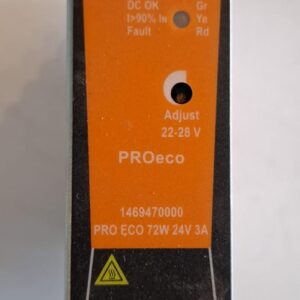 DC OK Gr
I>90% IN Ye
Fault Rd
Adjust
22-28 V
PROeco
1469470000
PRO ECO 72W 24V 3A